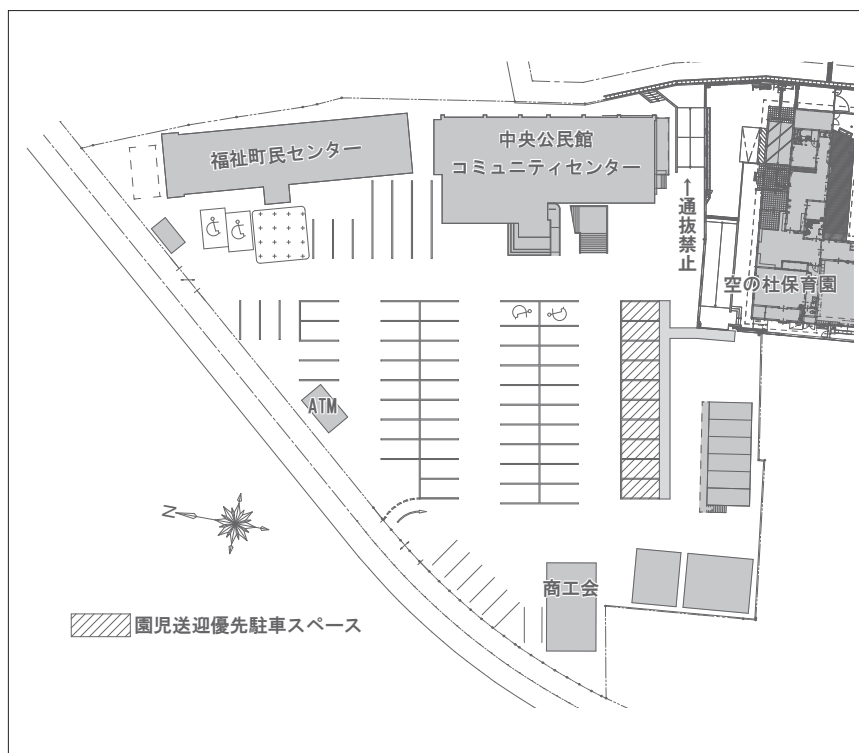 福祉町民センター
中央公民館
コミュニティセンター
↑通抜禁止
空の杜保育園
ATM
N
商工会
園児送迎優先駐車スペース